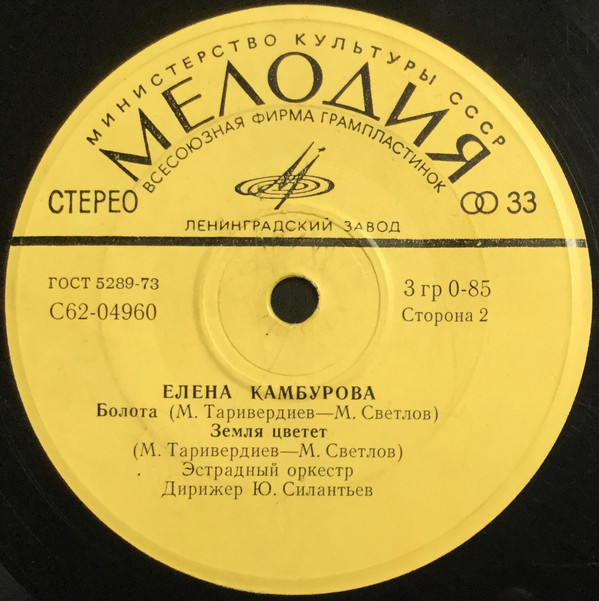 МИНИСТЕРСТВО КУЛЬТУРЫ СССР
МЕЛОДИЯ
ВСЕСОЮЗНАЯ ФИРМА ГРАМПЛАСТИНОК
СТЕРЕО
33
ЛЕНИНГРАДСКИЙ ЗАВОД
ГОСТ 5289-73
3 гр 0-85
С62-04960
Сторона 2
ЕЛЕНА КАМБУРОВА
Болота (М. Таривердиев—М. Светлов)
Земля цветет
(М. Таривердиев—М. Светлов)
Эстрадный оркестр
Дирижер Ю. Силантьев